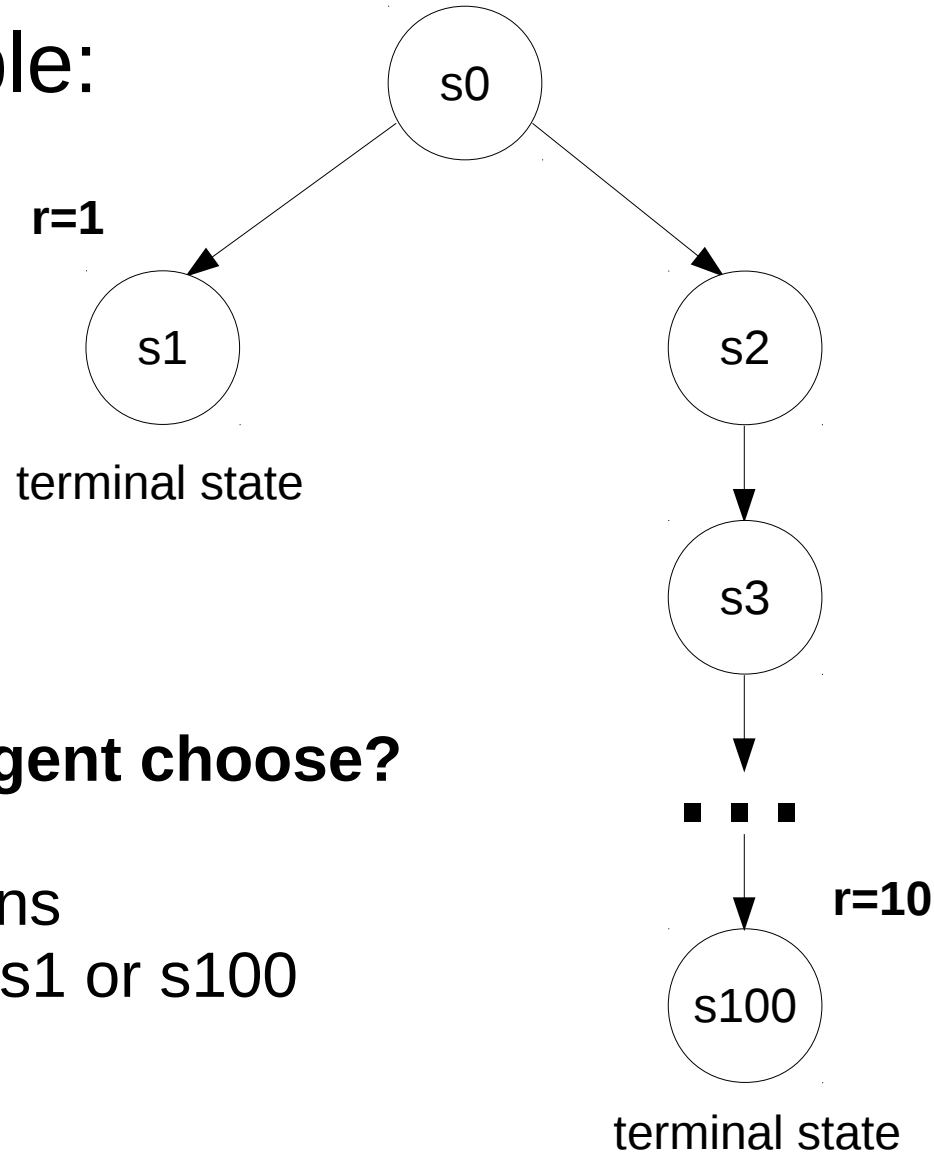 ple:
s0
r=1
s1
s2
terminal state
s3
gent choose?
...
ns
r=10
s1 or s100
s100
terminal state